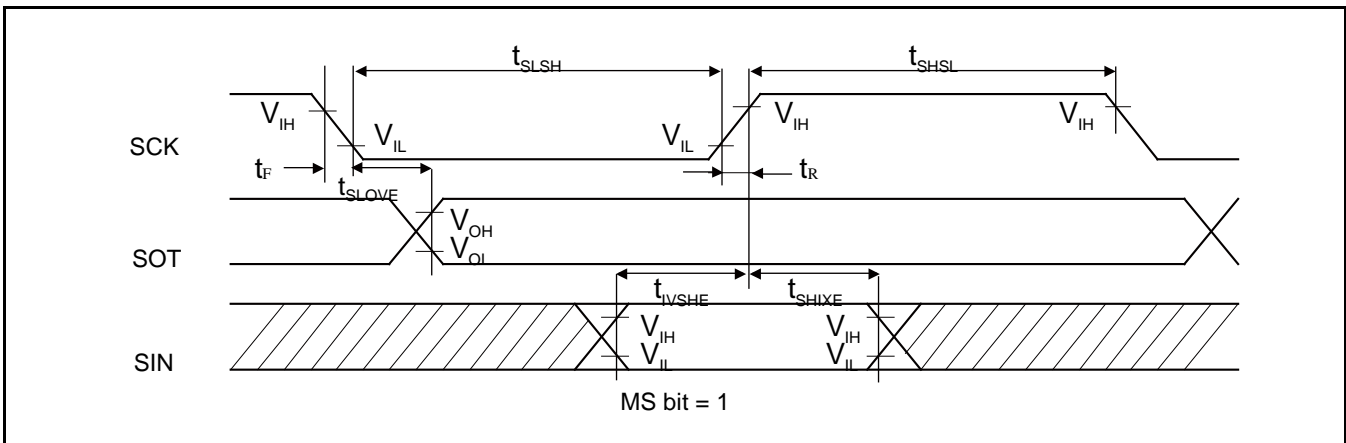 tSLSH
tSHSL
VIH
VIL
VIL
VIH
VIH
SCK
tF
tR
tSLOVE
VOH
VOL
SOT
tIVSHE
tSHIXE
VIH
VIH
VIL
VIL
SIN
MS bit = 1